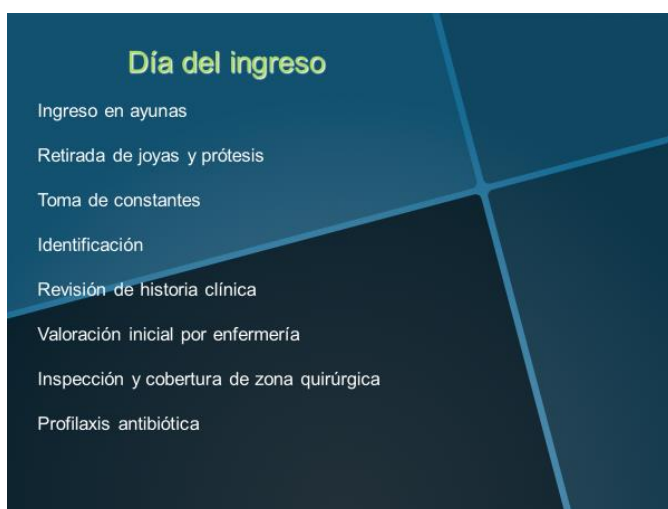 Día del ingreso
Ingreso en ayunas
Retirada de joyas y prótesis
Toma de constantes
Identificación
Revisión de historia clínica
Valoración inicial por enfermería
Inspección y cobertura de zona quirúrgica
Profilaxis antibiótica